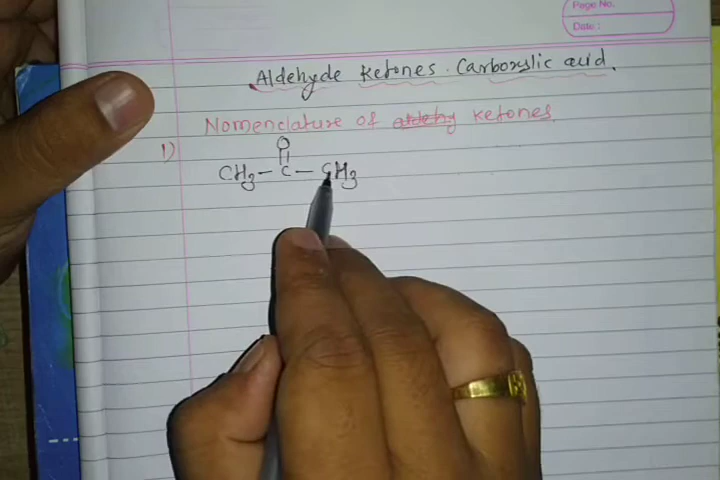 Page No.
Date :
Aldehyde Ketones . Carboxylic acid .
Nomenclature of aldehy ketones
1)
O
CH3 — C — CH3